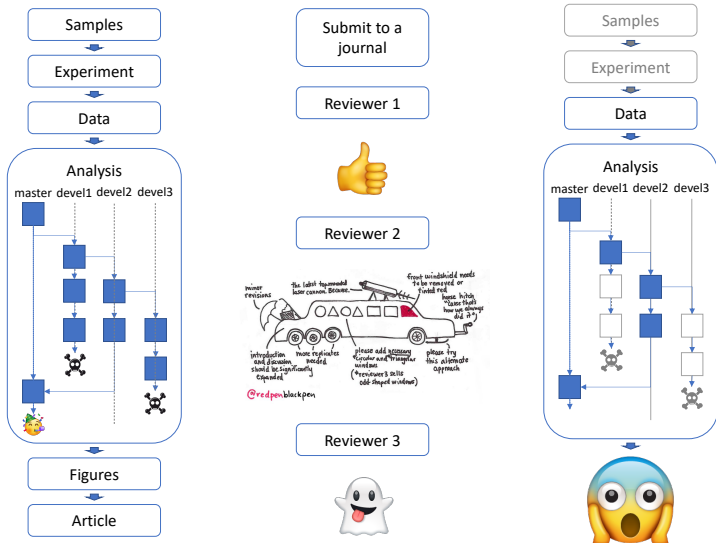 Samples
Experiment
Data
Analysis
master devel1 devel2 devel3
Figures
Article
Submit to a
journal
Reviewer 1
Reviewer 2
minor
revisions
the latest topmounted
laser cannon. Because.
front windshield needs
to be removed or
tinted red
horse hitch
"cause that's
how we always
did it"
introduction
and discussion
should be significantly
expanded
more replicates
needed
please add necessary
circular and triangular
windows
(*reviewer 3 sells
odd shaped windows)
please try
this alternate
approach
@redpenblackpen
Reviewer 3
Samples
Experiment
Data
Analysis
master devel1 devel2 devel3